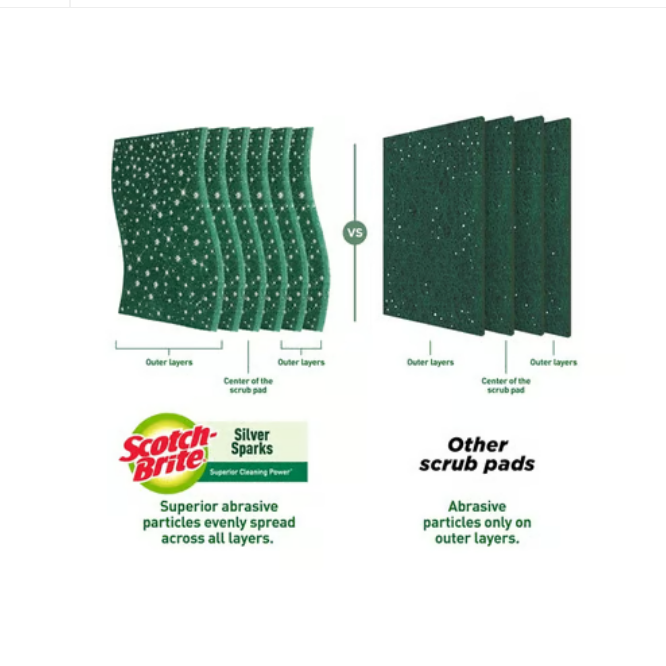 VS
Outer layers
Outer layers
Center of the
scrub pad
Outer layers
Outer layers
Center of the
scrub pad
Scotch-
Brite
Silver
Sparks
Superior Cleaning Power*
Superior abrasive
particles evenly spread
across all layers.
Other
scrub pads
Abrasive
particles only on
outer layers.